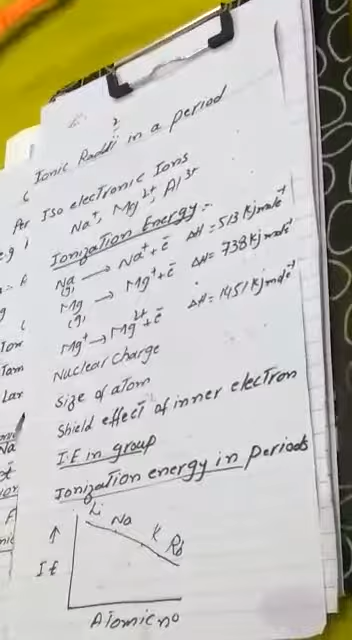 2
Ionic Raddii in a period
Iso electronic Ions
Na⁺, Mg²⁺, Al³⁺
Ionization Energy:-
Na(g) → Na⁺+ē ΔH = 513 kjmole⁻¹
Mg(g) → Mg⁺+ē ΔH = 738 kjmole⁻¹
Mg⁺ → Mg²⁺+ē ΔH = 1451 kjmole⁻¹
Nuclear charge
Size of atom
Shield effect of inner electron
I.E in group
Ionization energy in periods
Li
Na
K
Rb
↑
I E
Atomic no